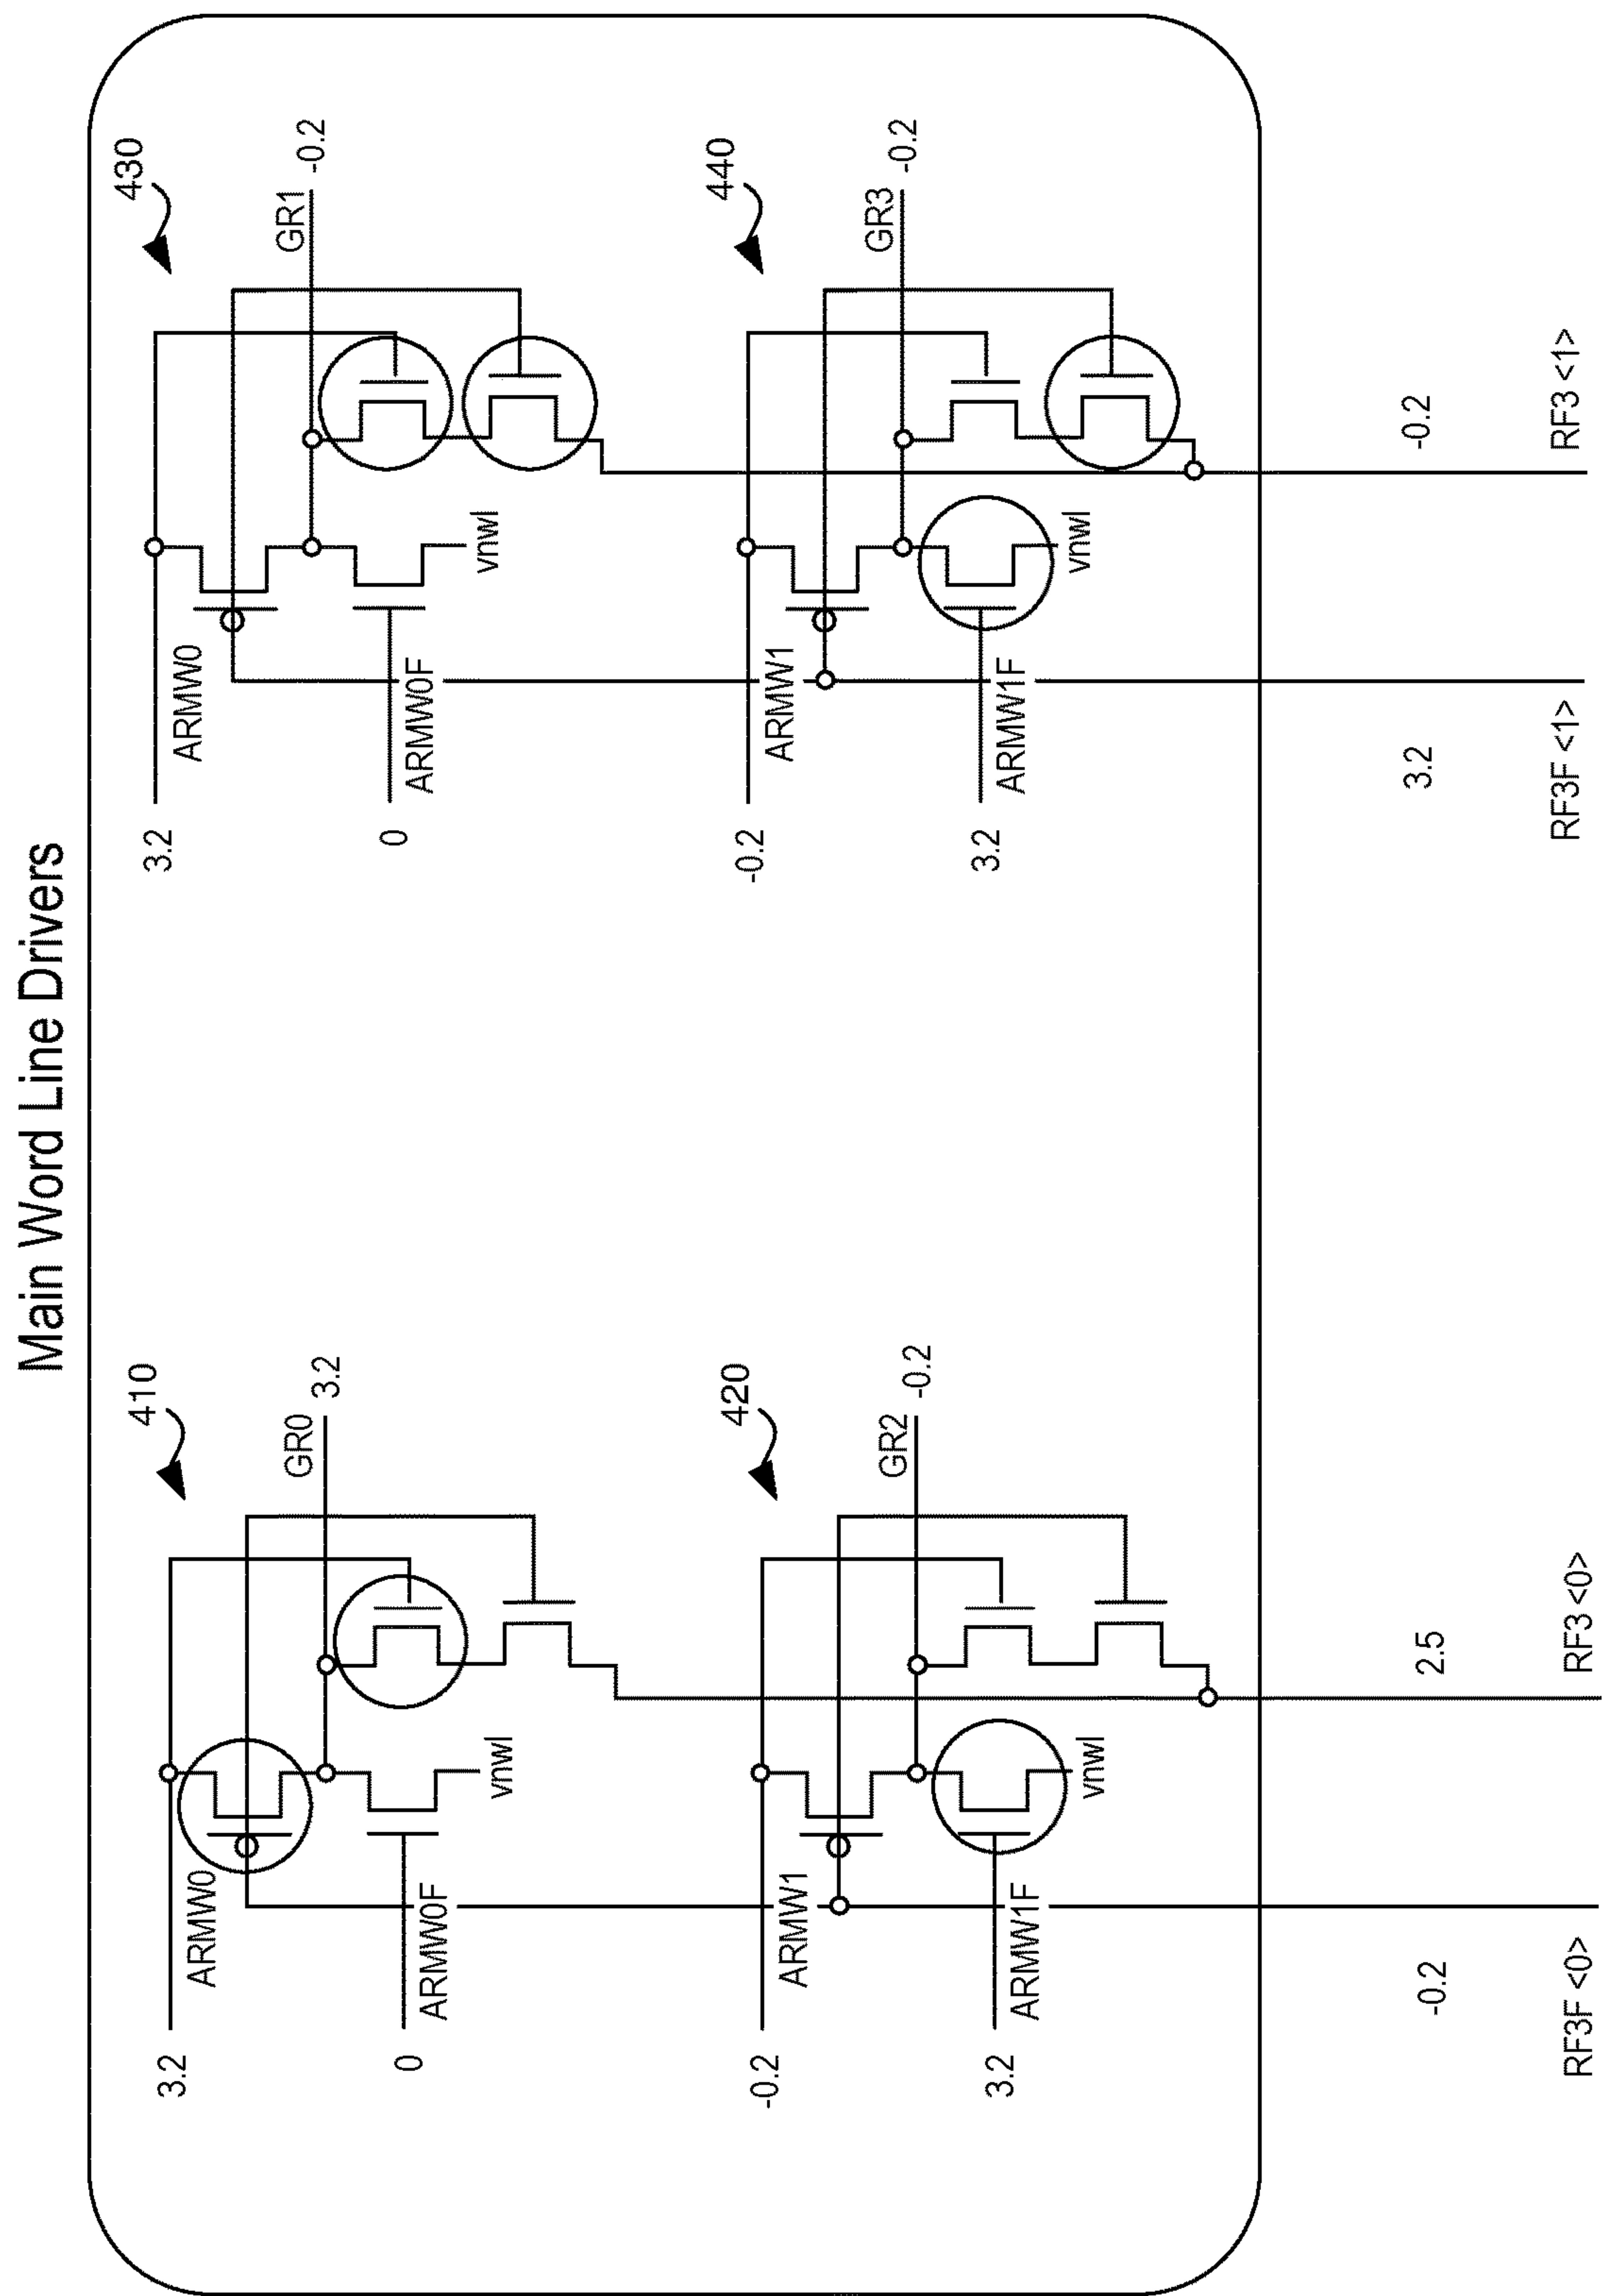 Main Word Line Drivers
410
430
3.2
ARMW0
GR0 3.2
3.2
ARMW0
GR1 -0.2
0
ARMW0F
vnwl
0
ARMW0F
vnwl
420
440
-0.2
ARMW1
GR2 -0.2
-0.2
ARMW1
GR3 -0.2
3.2
ARMW1F
vnwl
3.2
ARMW1F
vnwl
-0.2
2.5
3.2
-0.2
RF3F <0>
RF3 <0>
RF3F <1>
RF3 <1>